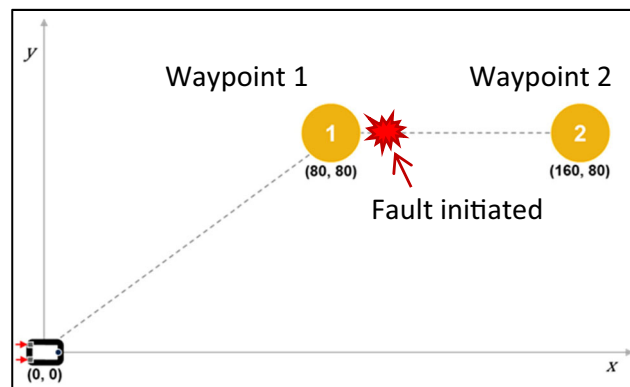 y
Waypoint 1
Waypoint 2
1
2
(80, 80)
(160, 80)
Fault initiated
(0, 0)
x